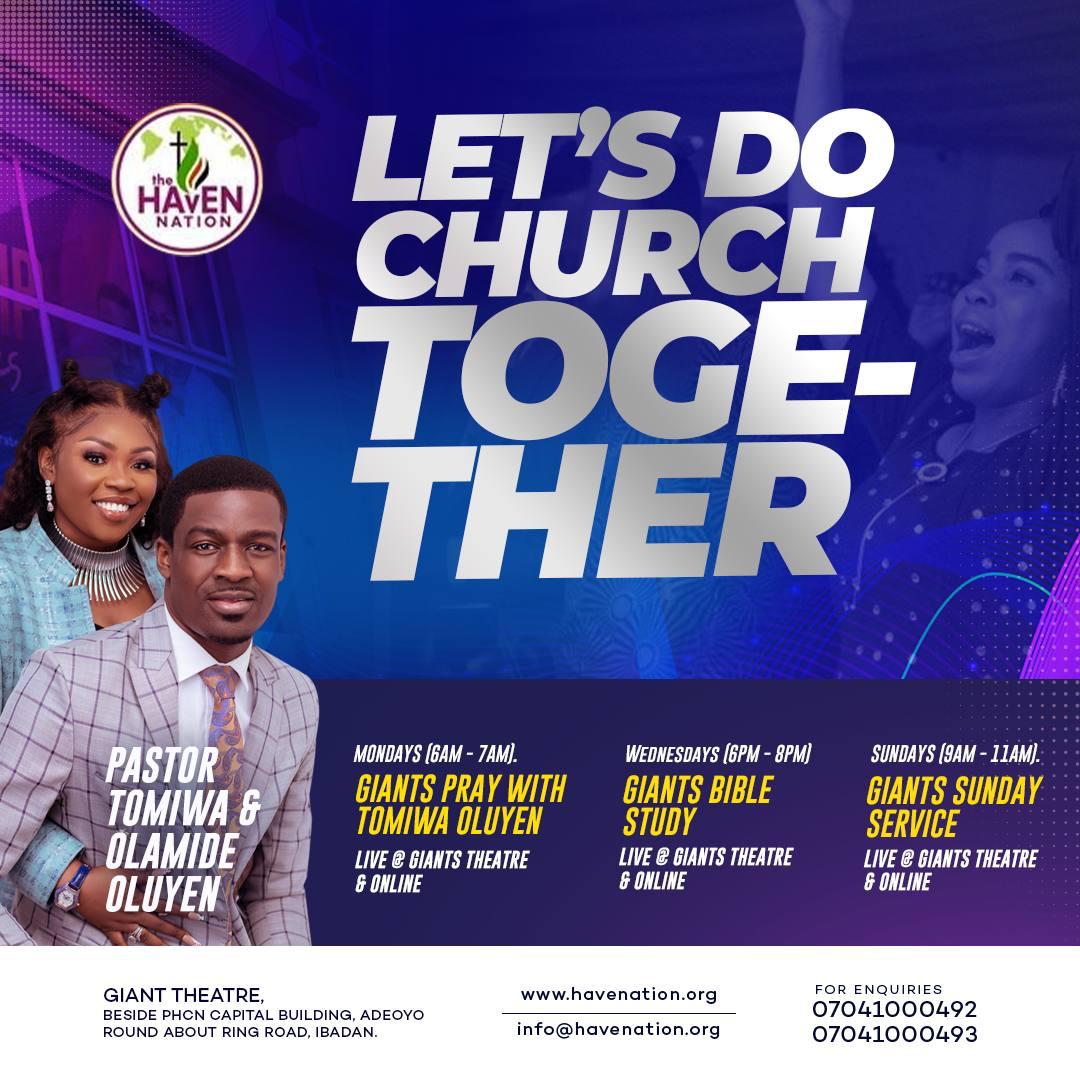 the
HAVEN
NATION
LET'S DO
CHURCH
TOGE-
THER
PASTOR
TOMIWA &
OLAMIDE
OLUYEN
MONDAYS (6AM - 7AM).
GIANTS PRAY WITH
TOMIWA OLUYEN
LIVE @ GIANTS THEATRE
& ONLINE
WEDNESDAYS (6PM - 8PM)
GIANTS BIBLE
STUDY
LIVE @ GIANTS THEATRE
& ONLINE
SUNDAYS (9AM - 11AM).
GIANTS SUNDAY
SERVICE
LIVE @ GIANTS THEATRE
& ONLINE
GIANT THEATRE,
BESIDE PHCN CAPITAL BUILDING, ADEOYO
ROUND ABOUT RING ROAD, IBADAN.
www.havenation.org
info@havenation.org
FOR ENQUIRIES
07041000492
07041000493